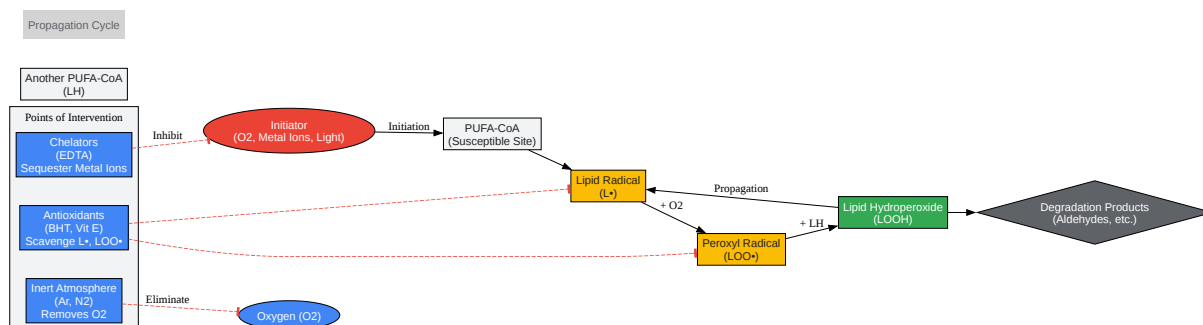 Propagation Cycle
Another PUFA-CoA
(LH)
Points of Intervention
Chelators
(EDTA)
Sequester Metal Ions
Inhibit
Initiator
(O2, Metal Ions, Light)
Initiation
PUFA-CoA
(Susceptible Site)
Antioxidants
(BHT, Vit E)
Scavenge L•, LOO•
Lipid Radical
(L•)
Propagation
+ O2
Peroxyl Radical
(LOO•)
+ LH
Lipid Hydroperoxide
(LOOH)
Degradation Products
(Aldehydes, etc.)
Inert Atmosphere
(Ar, N2)
Removes O2
Eliminate
Oxygen (O2)